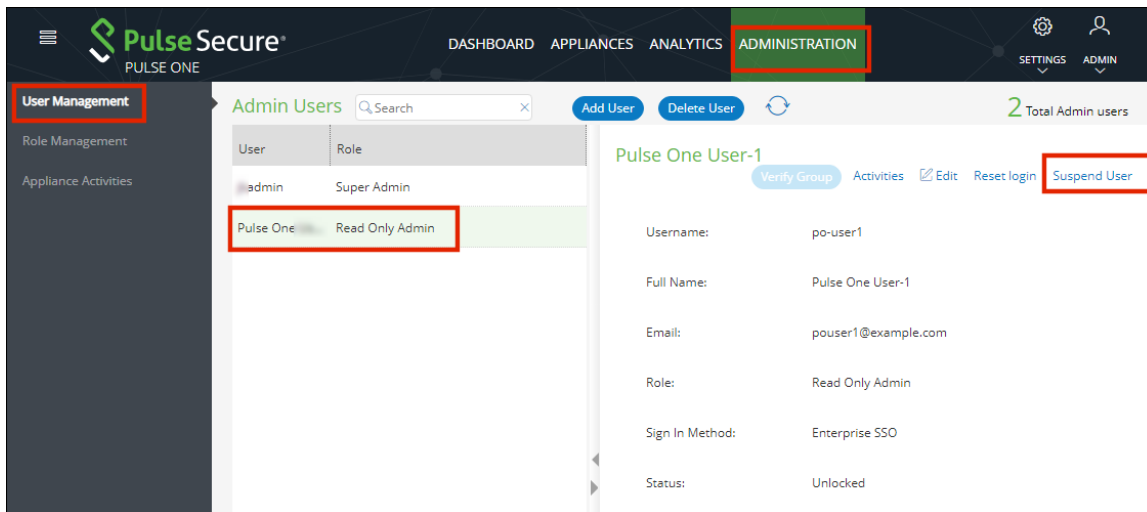 Pulse Secure®
PULSE ONE
DASHBOARD APPLIANCES ANALYTICS ADMINISTRATION
SETTINGS ADMIN
User Management
Role Management
Appliance Activities
Admin Users Search Add User Delete User 2 Total Admin users
User Role
admin Super Admin
Pulse One ... Read Only Admin
Pulse One User-1
Verify Group Activities Edit Reset login Suspend User
Username: po-user1
Full Name: Pulse One User-1
Email: pouser1@example.com
Role: Read Only Admin
Sign In Method: Enterprise SSO
Status: Unlocked